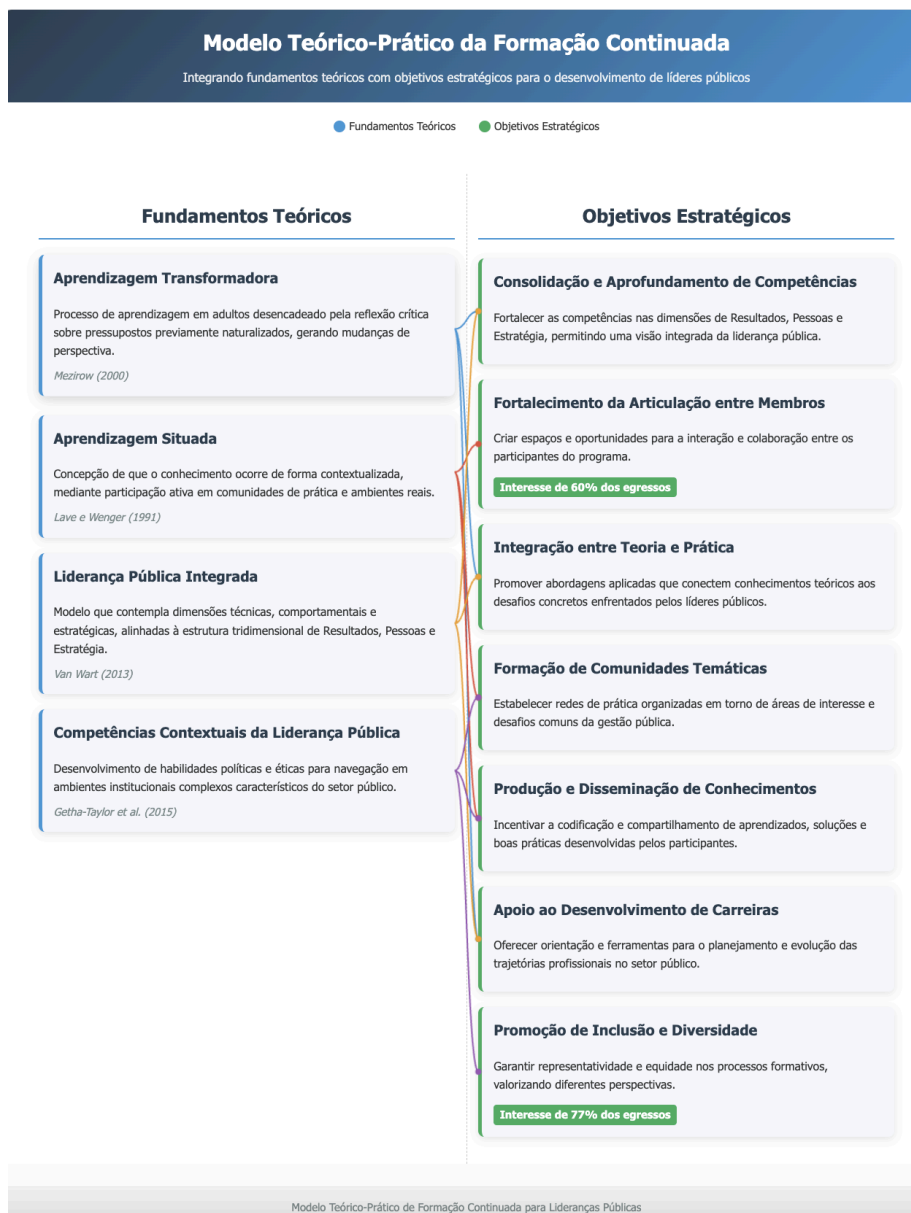 Modelo Teórico-Prático da Formação Continuada
Integrando fundamentos teóricos com objetivos estratégicos para o desenvolvimento de líderes públicos
Fundamentos Teóricos
Objetivos Estratégicos
Fundamentos Teóricos
Aprendizagem Transformadora
Processo de aprendizagem em adultos desencadeado pela reflexão crítica
sobre pressupostos previamente naturalizados, gerando mudanças de
perspectiva.
Mezirow (2000)
Aprendizagem Situada
Concepção de que o conhecimento ocorre de forma contextualizada,
mediante participação ativa em comunidades de prática e ambientes reais.
Lave e Wenger (1991)
Liderança Pública Integrada
Modelo que contempla dimensões técnicas, comportamentais e
estratégicas, alinhadas à estrutura tridimensional de Resultados, Pessoas e
Estratégia.
Van Wart (2013)
Competências Contextuais da Liderança Pública
Desenvolvimento de habilidades políticas e éticas para navegação em
ambientes institucionais complexos característicos do setor público.
Getha-Taylor et al. (2015)
Objetivos Estratégicos
Consolidação e Aprofundamento de Competências
Fortalecer as competências nas dimensões de Resultados, Pessoas e
Estratégia, permitindo uma visão integrada da liderança pública.
Fortalecimento da Articulação entre Membros
Criar espaços e oportunidades para a interação e colaboração entre os
participantes do programa.
Interesse de 60% dos egressos
Integração entre Teoria e Prática
Promover abordagens aplicadas que conectem conhecimentos teóricos aos
desafios concretos enfrentados pelos líderes públicos.
Formação de Comunidades Temáticas
Estabelecer redes de prática organizadas em torno de áreas de interesse e
desafios comuns da gestão pública.
Produção e Disseminação de Conhecimentos
Incentivar a codificação e compartilhamento de aprendizados, soluções e
boas práticas desenvolvidas pelos participantes.
Apoio ao Desenvolvimento de Carreiras
Oferecer orientação e ferramentas para o planejamento e evolução das
trajetórias profissionais no setor público.
Promoção de Inclusão e Diversidade
Garantir representatividade e equidade nos processos formativos,
valorizando diferentes perspectivas.
Interesse de 77% dos egressos
Modelo Teórico-Prático de Formação Continuada para Lideranças Públicas